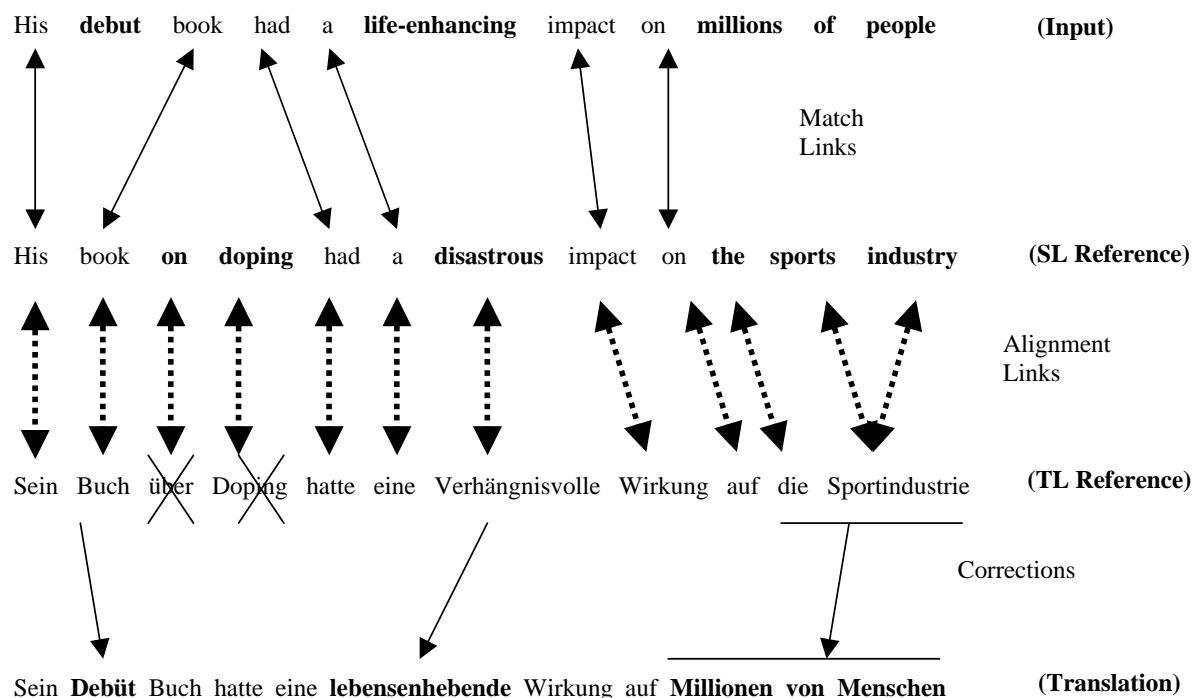 His debut book had a life-enhancing impact on millions of people (Input)
Match
Links
His book on doping had a disastrous impact on the sports industry (SL Reference)
Alignment
Links
Sein Buch über Doping hatte eine Verhängnisvolle Wirkung auf die Sportindustrie (TL Reference)
Corrections
Sein Debüt Buch hatte eine lebensenhebende Wirkung auf Millionen von Menschen (Translation)